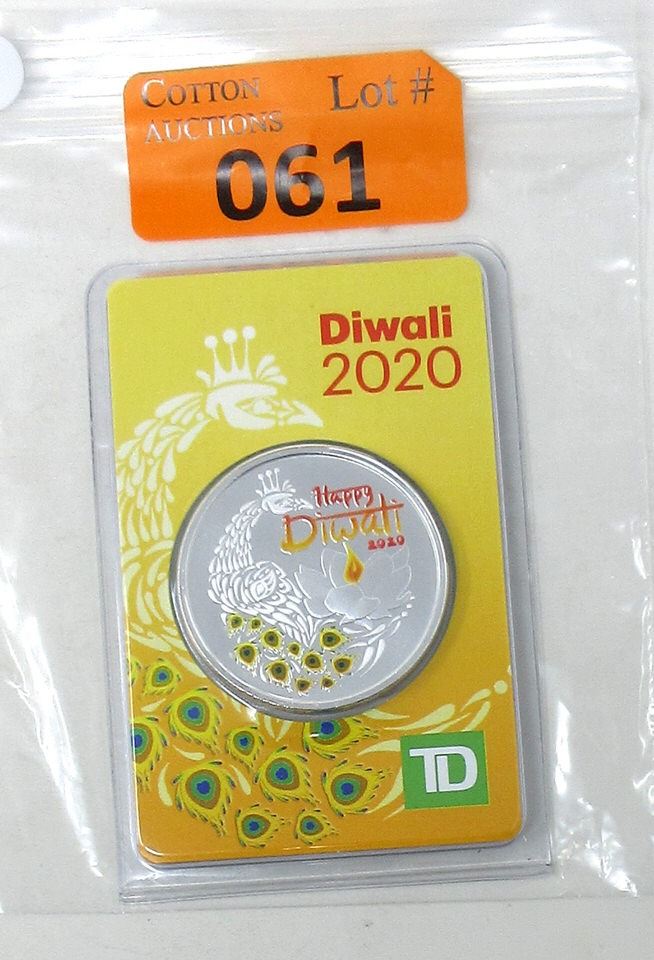 COTTON
AUCTIONS
Lot #
061
Diwali
2020
Happy
Diwali
2020
TD